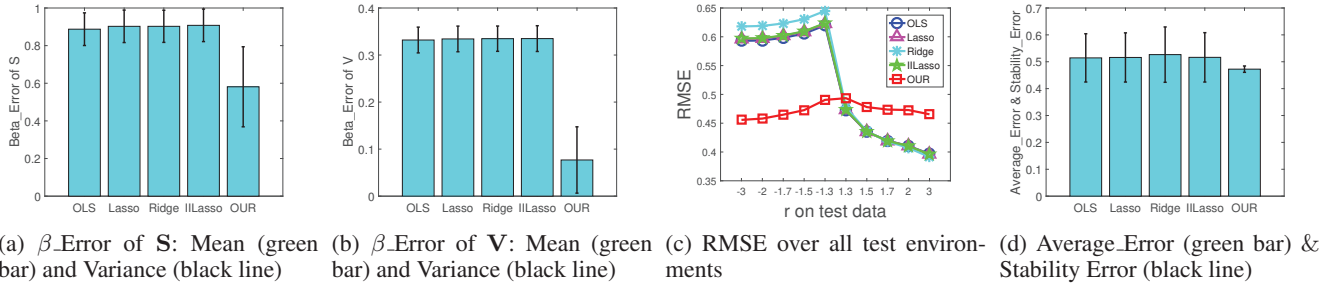 Beta_Error of S
1
0.8
0.6
0.4
0.2
0
OLS Lasso Ridge IILasso OUR
Beta_Error of V
0.4
0.3
0.2
0.1
0
OLS Lasso Ridge IILasso OUR
RMSE
0.65
0.6
0.55
0.5
0.45
0.4
0.35
-3 -2 -1.7 -1.5 -1.3 1.3 1.5 1.7 2 3
r on test data
OLS
Lasso
Ridge
IILasso
OUR
Average_Error & Stability_Error
0.7
0.6
0.5
0.4
0.3
0.2
0.1
0
OLS Lasso Ridge IILasso OUR
(a) β_Error of S: Mean (green
bar) and Variance (black line)
(b) β_Error of V: Mean (green
bar) and Variance (black line)
(c) RMSE over all test environ-
ments
(d) Average_Error (green bar) &
Stability Error (black line)